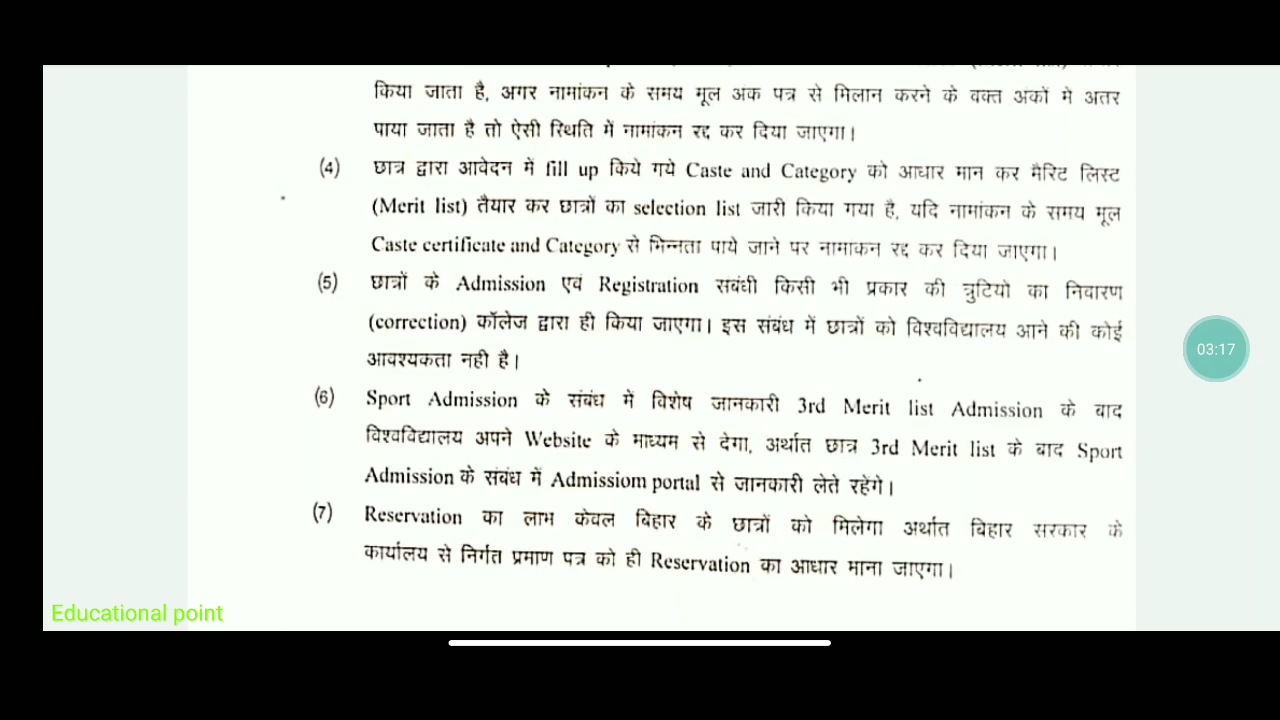 किया जाता है, अगर नामांकन के समय मूल अक पत्र से मिलान करने के वक्त अकों मे अतर
पाया जाता है तो ऐसी स्थिति में नामांकन रद्द कर दिया जाएगा।
(4) छात्र द्वारा आवेदन में fill up किये गये Caste and Category को आधार मान कर मैरिट लिस्ट
(Merit list) तैयार कर छात्रों का selection list जारी किया गया है, यदि नामांकन के समय मूल
Caste certificate and Category से भिन्नता पाये जाने पर नामाकन रद्द कर दिया जाएगा।
(5) छात्रों के Admission एवं Registration संबंधी किसी भी प्रकार की त्रुटियो का निवारण
(correction) कॉलेज द्वारा ही किया जाएगा। इस संबंध में छात्रों को विश्वविद्यालय आने की कोई
आवश्यकता नही है।
03:17
(6) Sport Admission के संबंध में विशेष जानकारी 3rd Merit list Admission के बाद
विश्वविद्यालय अपने Website के माध्यम से देगा, अर्थात छात्र 3rd Merit list के बाद Sport
Admission के संबंध में Admissiom portal से जानकारी लेते रहेंगे।
(7) Reservation का लाभ केवल बिहार के छात्रों को मिलेगा अर्थात बिहार सरकार के
कार्यालय से निर्गत प्रमाण पत्र को ही Reservation का आधार माना जाएगा।
Educational point